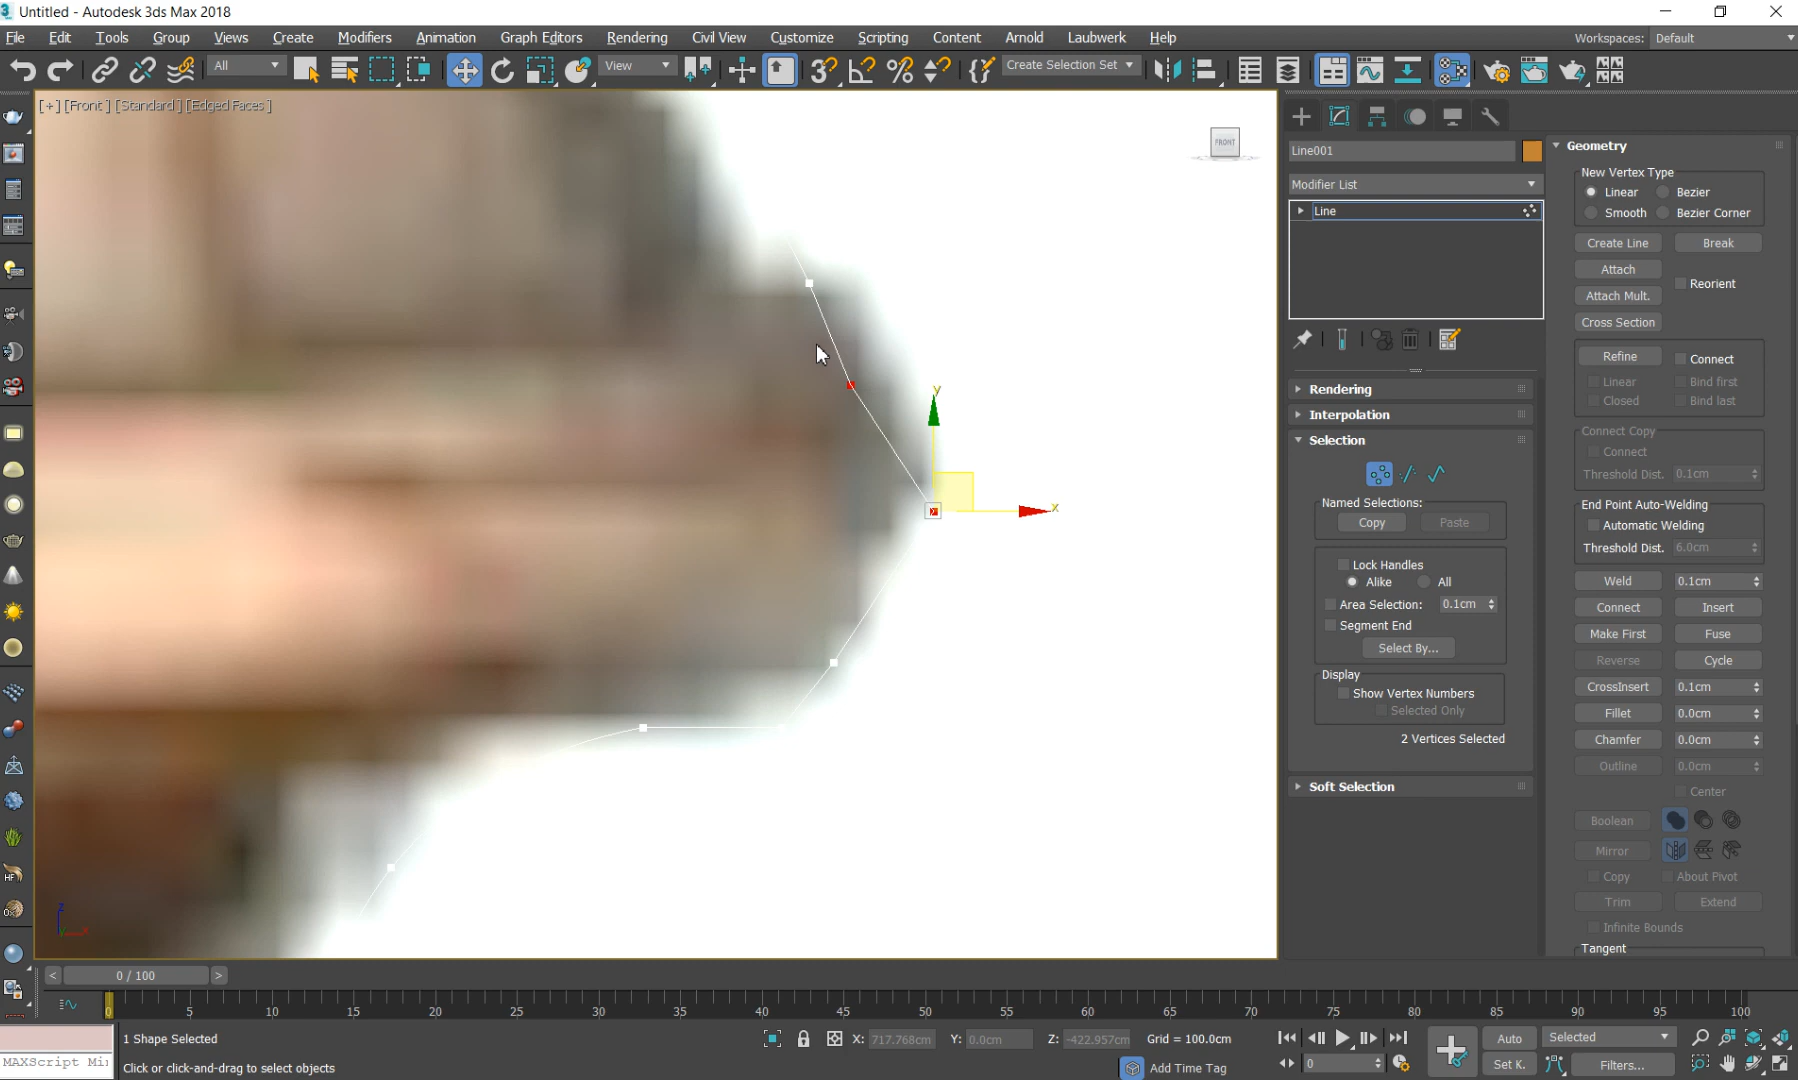 Untitled - Autodesk 3ds Max 2018
File Edit Tools Group Views Create Modifiers Animation Graph Editors Rendering Civil View Customize Scripting Content Arnold Laubwerk Help
Workspaces: Default
All
View
Create Selection Set
[+] [Front ] [Standard ] [Edged Faces ]
FRONT
y
x
z
x
Line001
Modifier List
Line
Rendering
Interpolation
Selection
Named Selections:
Copy Paste
Lock Handles
Alike All
Area Selection: 0.1cm
Segment End
Select By...
Display
Show Vertex Numbers
Selected Only
2 Vertices Selected
Soft Selection
Geometry
New Vertex Type
Linear Bezier
Smooth Bezier Corner
Create Line Break
Attach
Reorient
Attach Mult.
Cross Section
Refine Connect
Linear Bind first
Closed Bind last
Connect Copy
Connect
Threshold Dist. 0.1cm
End Point Auto-Welding
Automatic Welding
Threshold Dist. 6.0cm
Weld 0.1cm
Connect Insert
Make First Fuse
Reverse Cycle
CrossInsert 0.1cm
Fillet 0.0cm
Chamfer 0.0cm
Outline 0.0cm
Center
Boolean
Mirror
Copy About Pivot
Trim Extend
Infinite Bounds
Tangent
< 0 / 100 >
0 5 10 15 20 25 30 35 40 45 50 55 60 65 70 75 80 85 90 95 100
1 Shape Selected
X: 717.768cm Y: 0.0cm Z: -422.957cm Grid = 100.0cm
Auto Selected
MAXScript Mi
Click or click-and-drag to select objects
Add Time Tag
0
Set K. Filters...